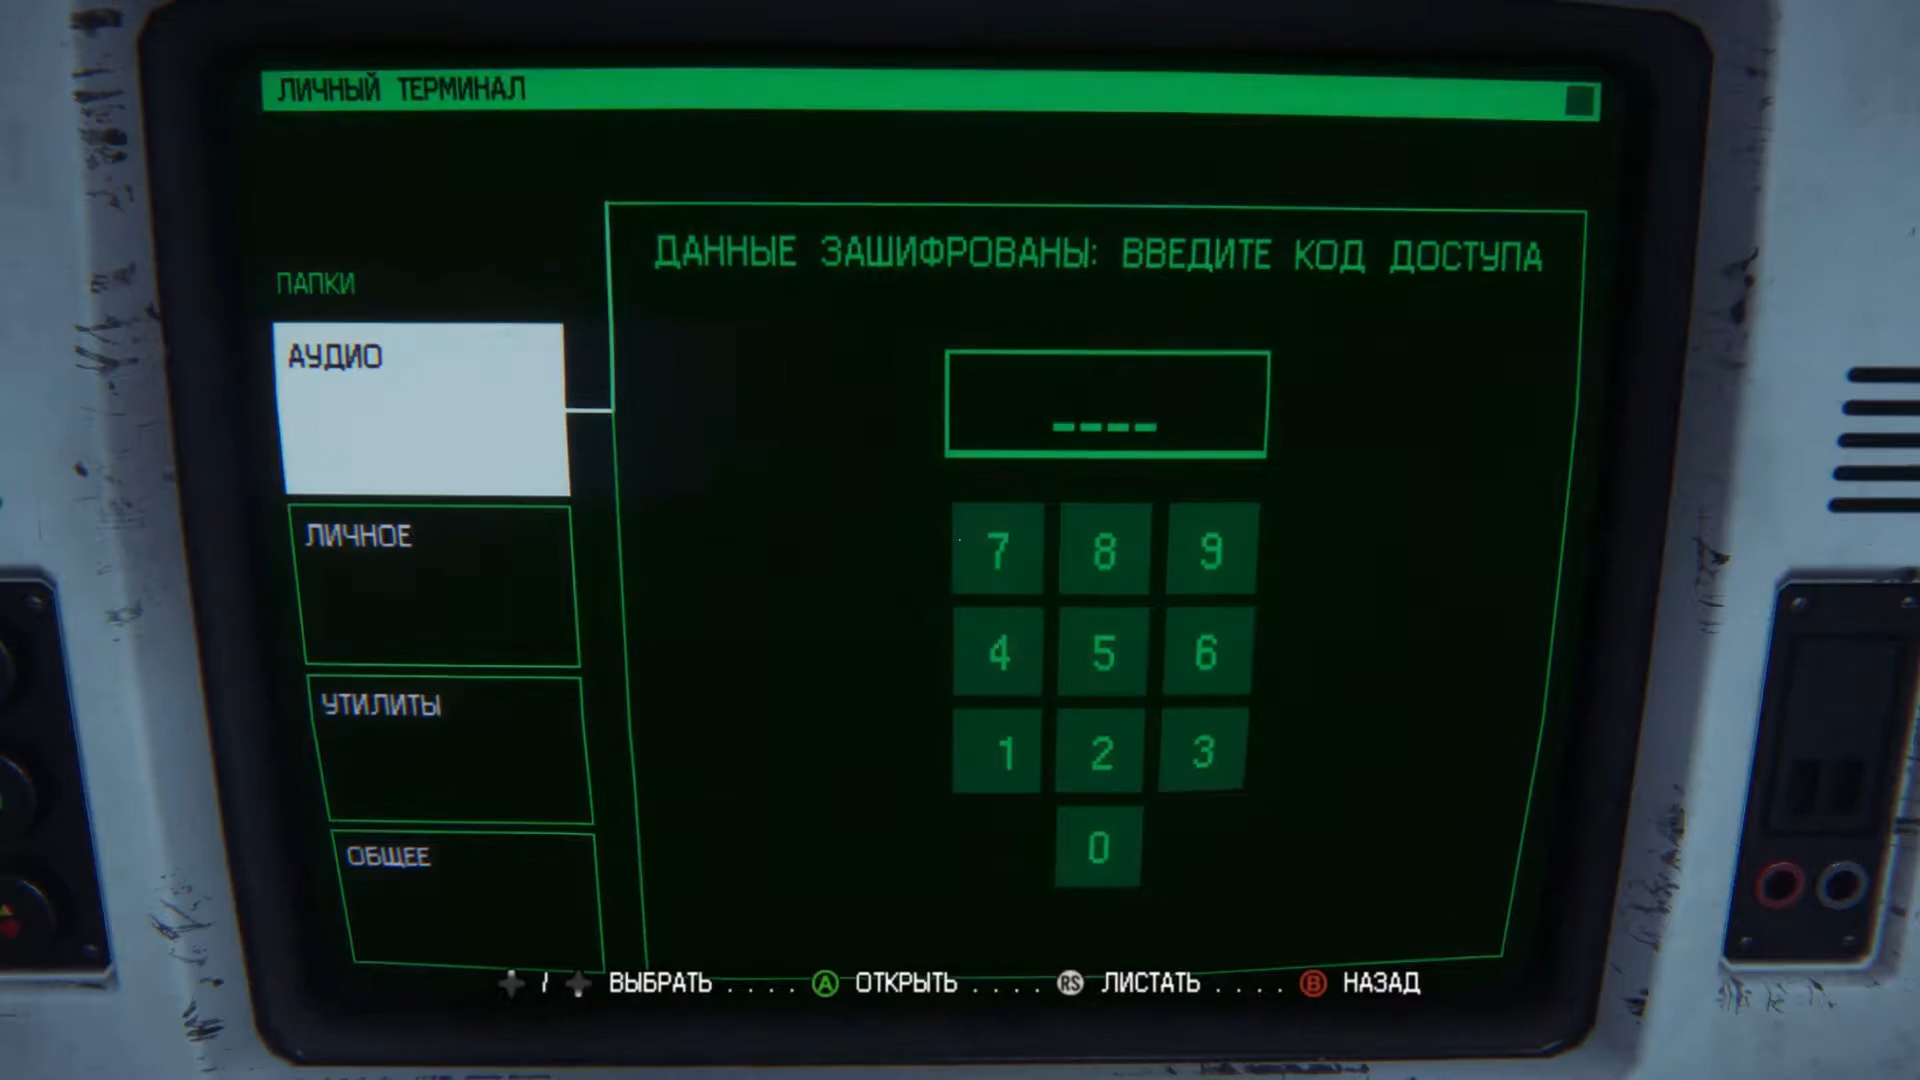 ЛИЧНЫЙ ТЕРМИНАЛ
ДАННЫЕ ЗАШИФРОВАНЫ: ВВЕДИТЕ КОД ДОСТУПА
ПАПКИ
АУДИО
ЛИЧНОЕ
УТИЛИТЫ
ОБЩЕЕ
_ _ _ _
7 8 9
4 5 6
1 2 3
0
/ ВЫБРАТЬ .... A ОТКРЫТЬ .... RS ЛИСТАТЬ .... B НАЗАД